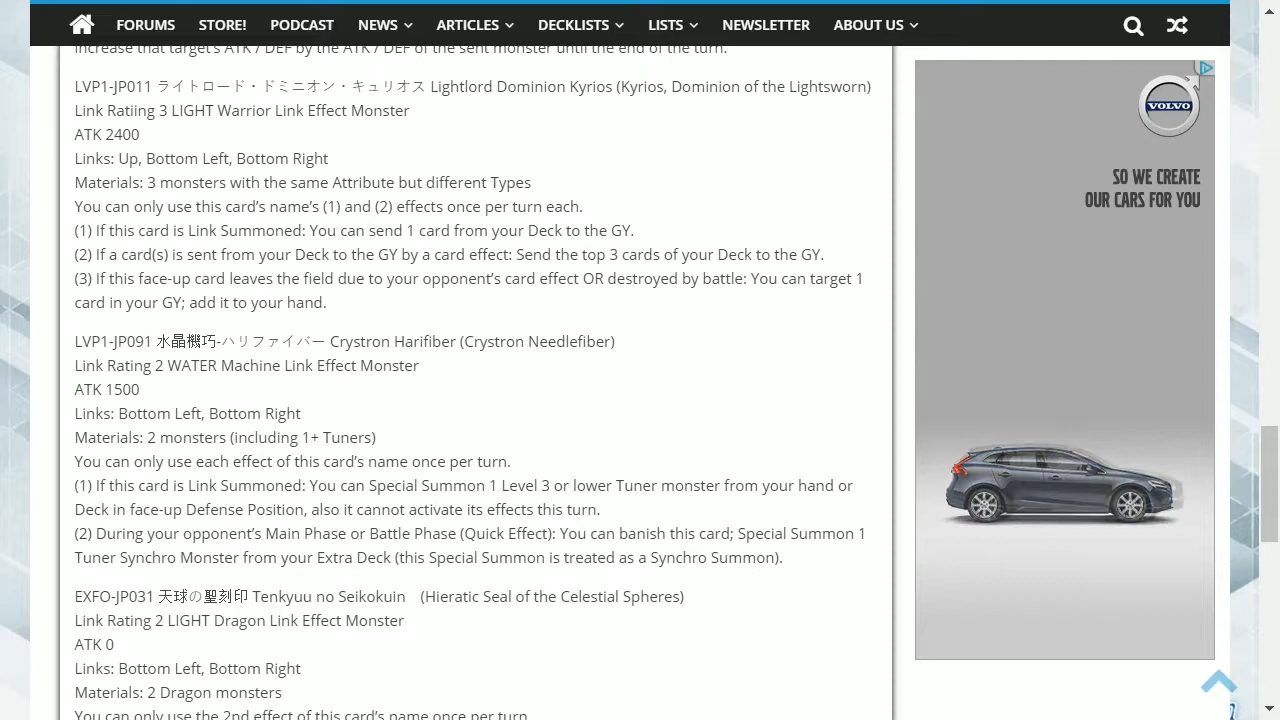 FORUMS STORE! PODCAST NEWS ARTICLES DECKLISTS LISTS NEWSLETTER ABOUT US
increase that target's ATK / DEF by the ATK / DEF of the sent monster until the end of the turn.
LVP1-JP011 ライトロード・ドミニオン・キュリオス Lightlord Dominion Kyrios (Kyrios, Dominion of the Lightsworn)
Link Ratiing 3 LIGHT Warrior Link Effect Monster
ATK 2400
Links: Up, Bottom Left, Bottom Right
Materials: 3 monsters with the same Attribute but different Types
You can only use this card's name's (1) and (2) effects once per turn each.
(1) If this card is Link Summoned: You can send 1 card from your Deck to the GY.
(2) If a card(s) is sent from your Deck to the GY by a card effect: Send the top 3 cards of your Deck to the GY.
(3) If this face-up card leaves the field due to your opponent's card effect OR destroyed by battle: You can target 1
card in your GY; add it to your hand.
LVP1-JP091 水晶機巧-ハリファイバー Crystron Harifiber (Crystron Needlefiber)
Link Rating 2 WATER Machine Link Effect Monster
ATK 1500
Links: Bottom Left, Bottom Right
Materials: 2 monsters (including 1+ Tuners)
You can only use each effect of this card's name once per turn.
(1) If this card is Link Summoned: You can Special Summon 1 Level 3 or lower Tuner monster from your hand or
Deck in face-up Defense Position, also it cannot ctivate its effects this turn.
(2) During your opponent's Main Phase or Battle Phase (Quick Effect): You can banish this card; Special Summon 1
Tuner Synchro Monster from your Extra Deck (this Special Summon is treated as a Synchro Summon).
EXFO-JP031 天球の聖刻印 Tenkyuu no Seikokuin (Hieratic Seal of the Celestial Spheres)
Link Rating 2 LIGHT Dragon Link Effect Monster
ATK 0
Links: Bottom Left, Bottom Right
Materials: 2 Dragon monsters
You can only use the 2nd effect of this card's name once per turn.
VOLVO
SO WE CREATE
OUR CARS FOR YOU